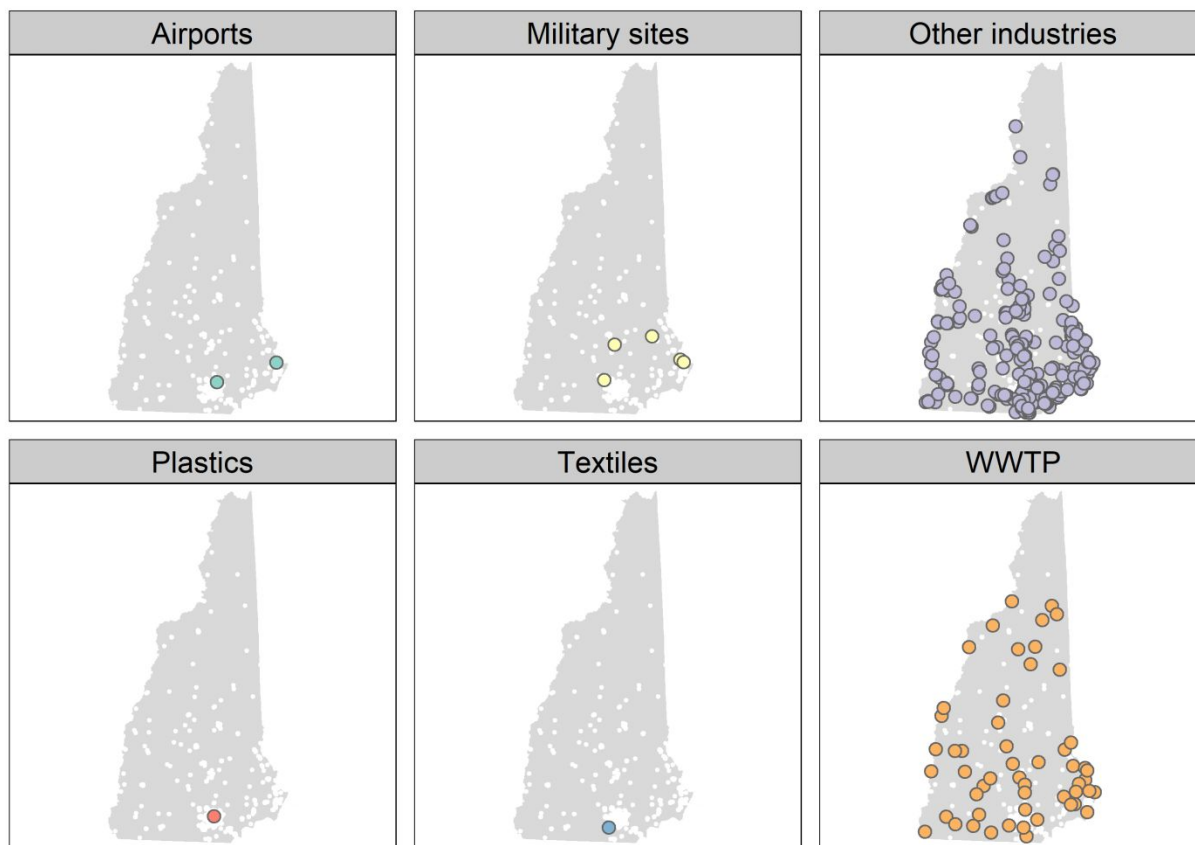 Airports
Military sites
Other industries
Plastics
Textiles
WWTP